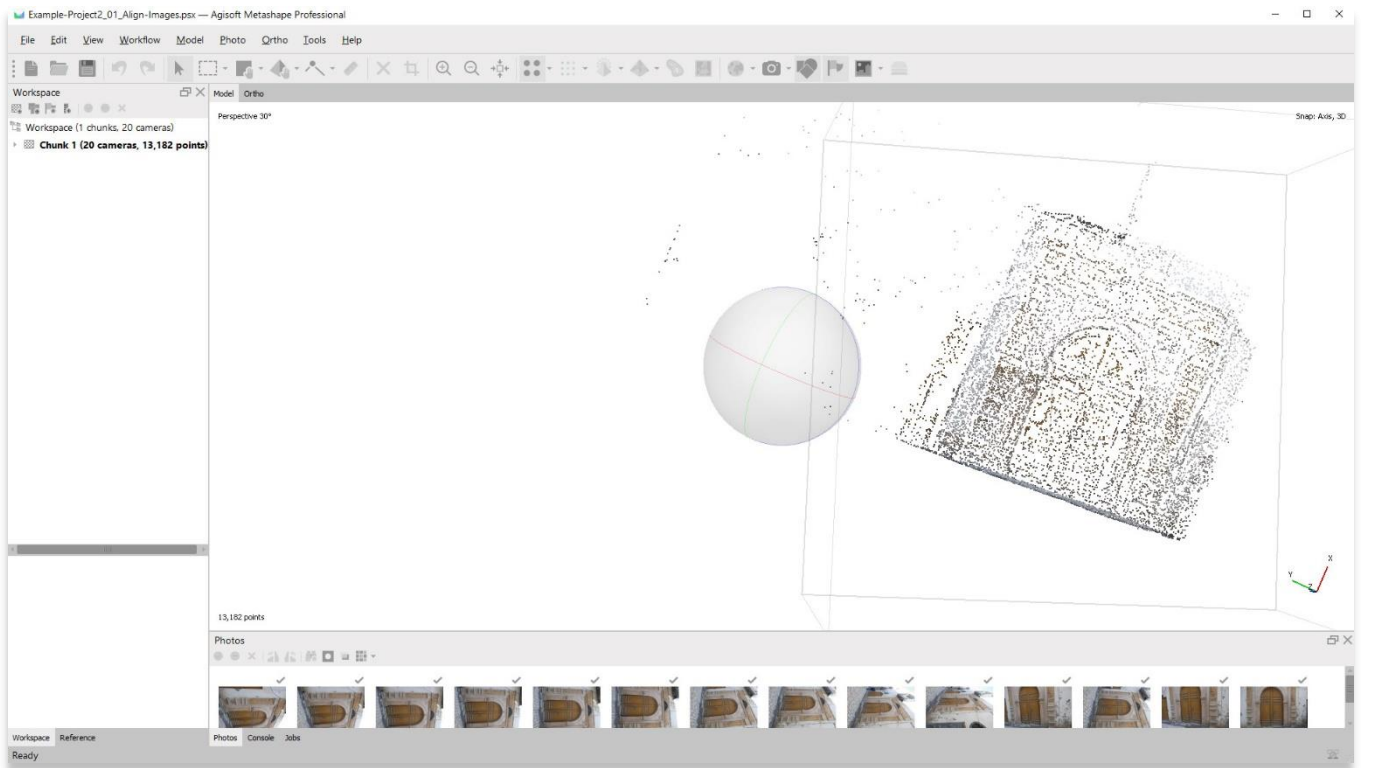 Example-Project2_01_Align-Images.psx — Agisoft Metashape Professional
File Edit View Workflow Model Photo Ortho Tools Help
Workspace
Workspace (1 chunks, 20 cameras)
Chunk 1 (20 cameras, 13,182 points)
Model Ortho
Perspective 30°
Snap: Axis, 3D
X
Y
Z
13,182 points
Photos
Workspace Reference
Photos Console Jobs
Ready